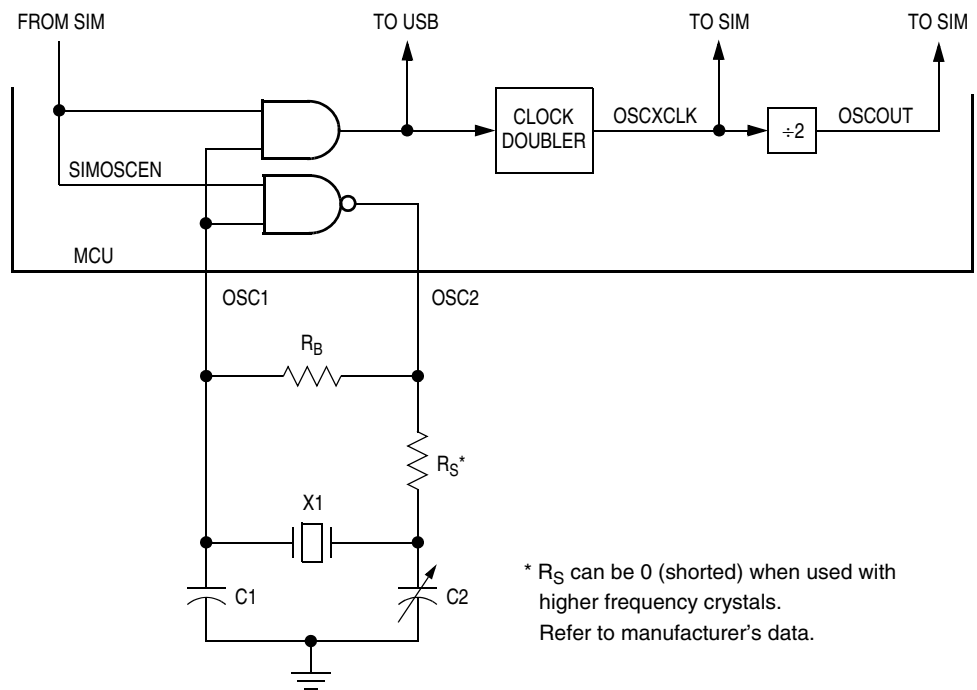 FROM SIM
TO USB
TO SIM
TO SIM
CLOCK
DOUBLER
OSCXCLK
÷2
OSCOUT
SIMOSCEN
MCU
OSC1
OSC2
RB
RS*
X1
C1
C2
* RS can be 0 (shorted) when used with
higher frequency crystals.
Refer to manufacturer's data.